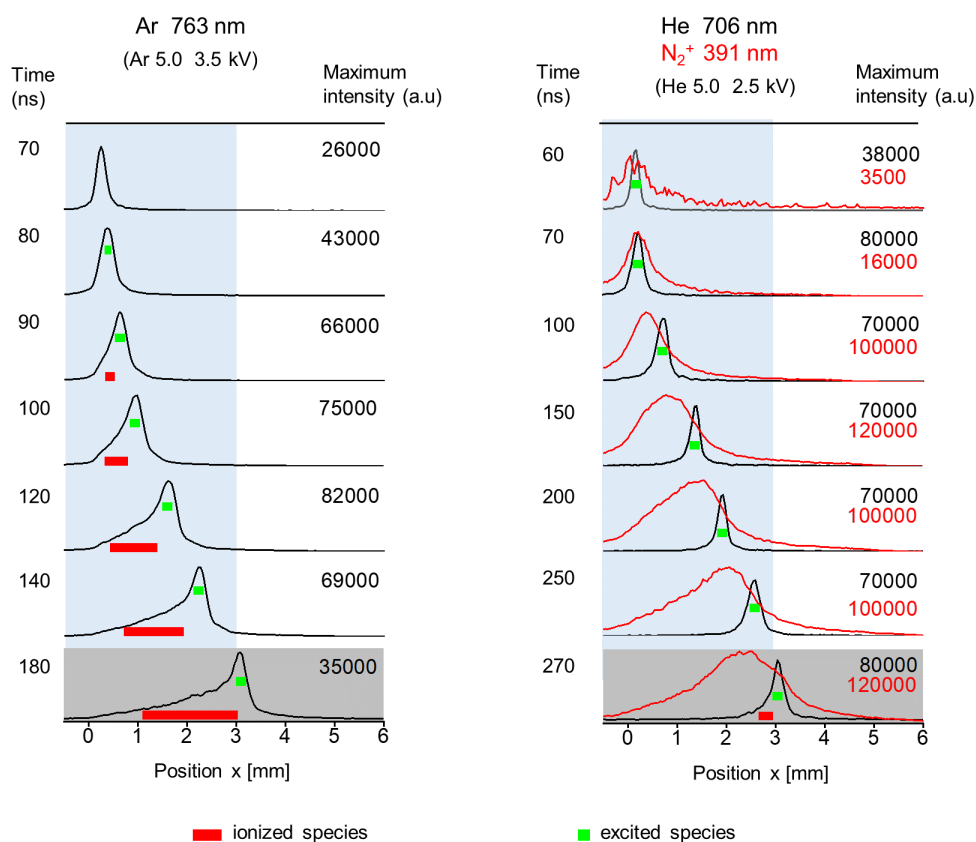 Ar 763 nm
(Ar 5.0 3.5 kV)
Time
(ns)
Maximum
intensity (a.u)
70
26000
80
43000
90
66000
100
75000
120
82000
140
69000
180
35000
0 1 2 3 4 5 6
Position x [mm]
He 706 nm
N₂⁺ 391 nm
(He 5.0 2.5 kV)
Time
(ns)
Maximum
intensity (a.u)
60
38000
3500
70
80000
16000
100
70000
100000
150
70000
120000
200
70000
100000
250
70000
100000
270
80000
120000
0 1 2 3 4 5 6
Position x [mm]
ionized species
excited species